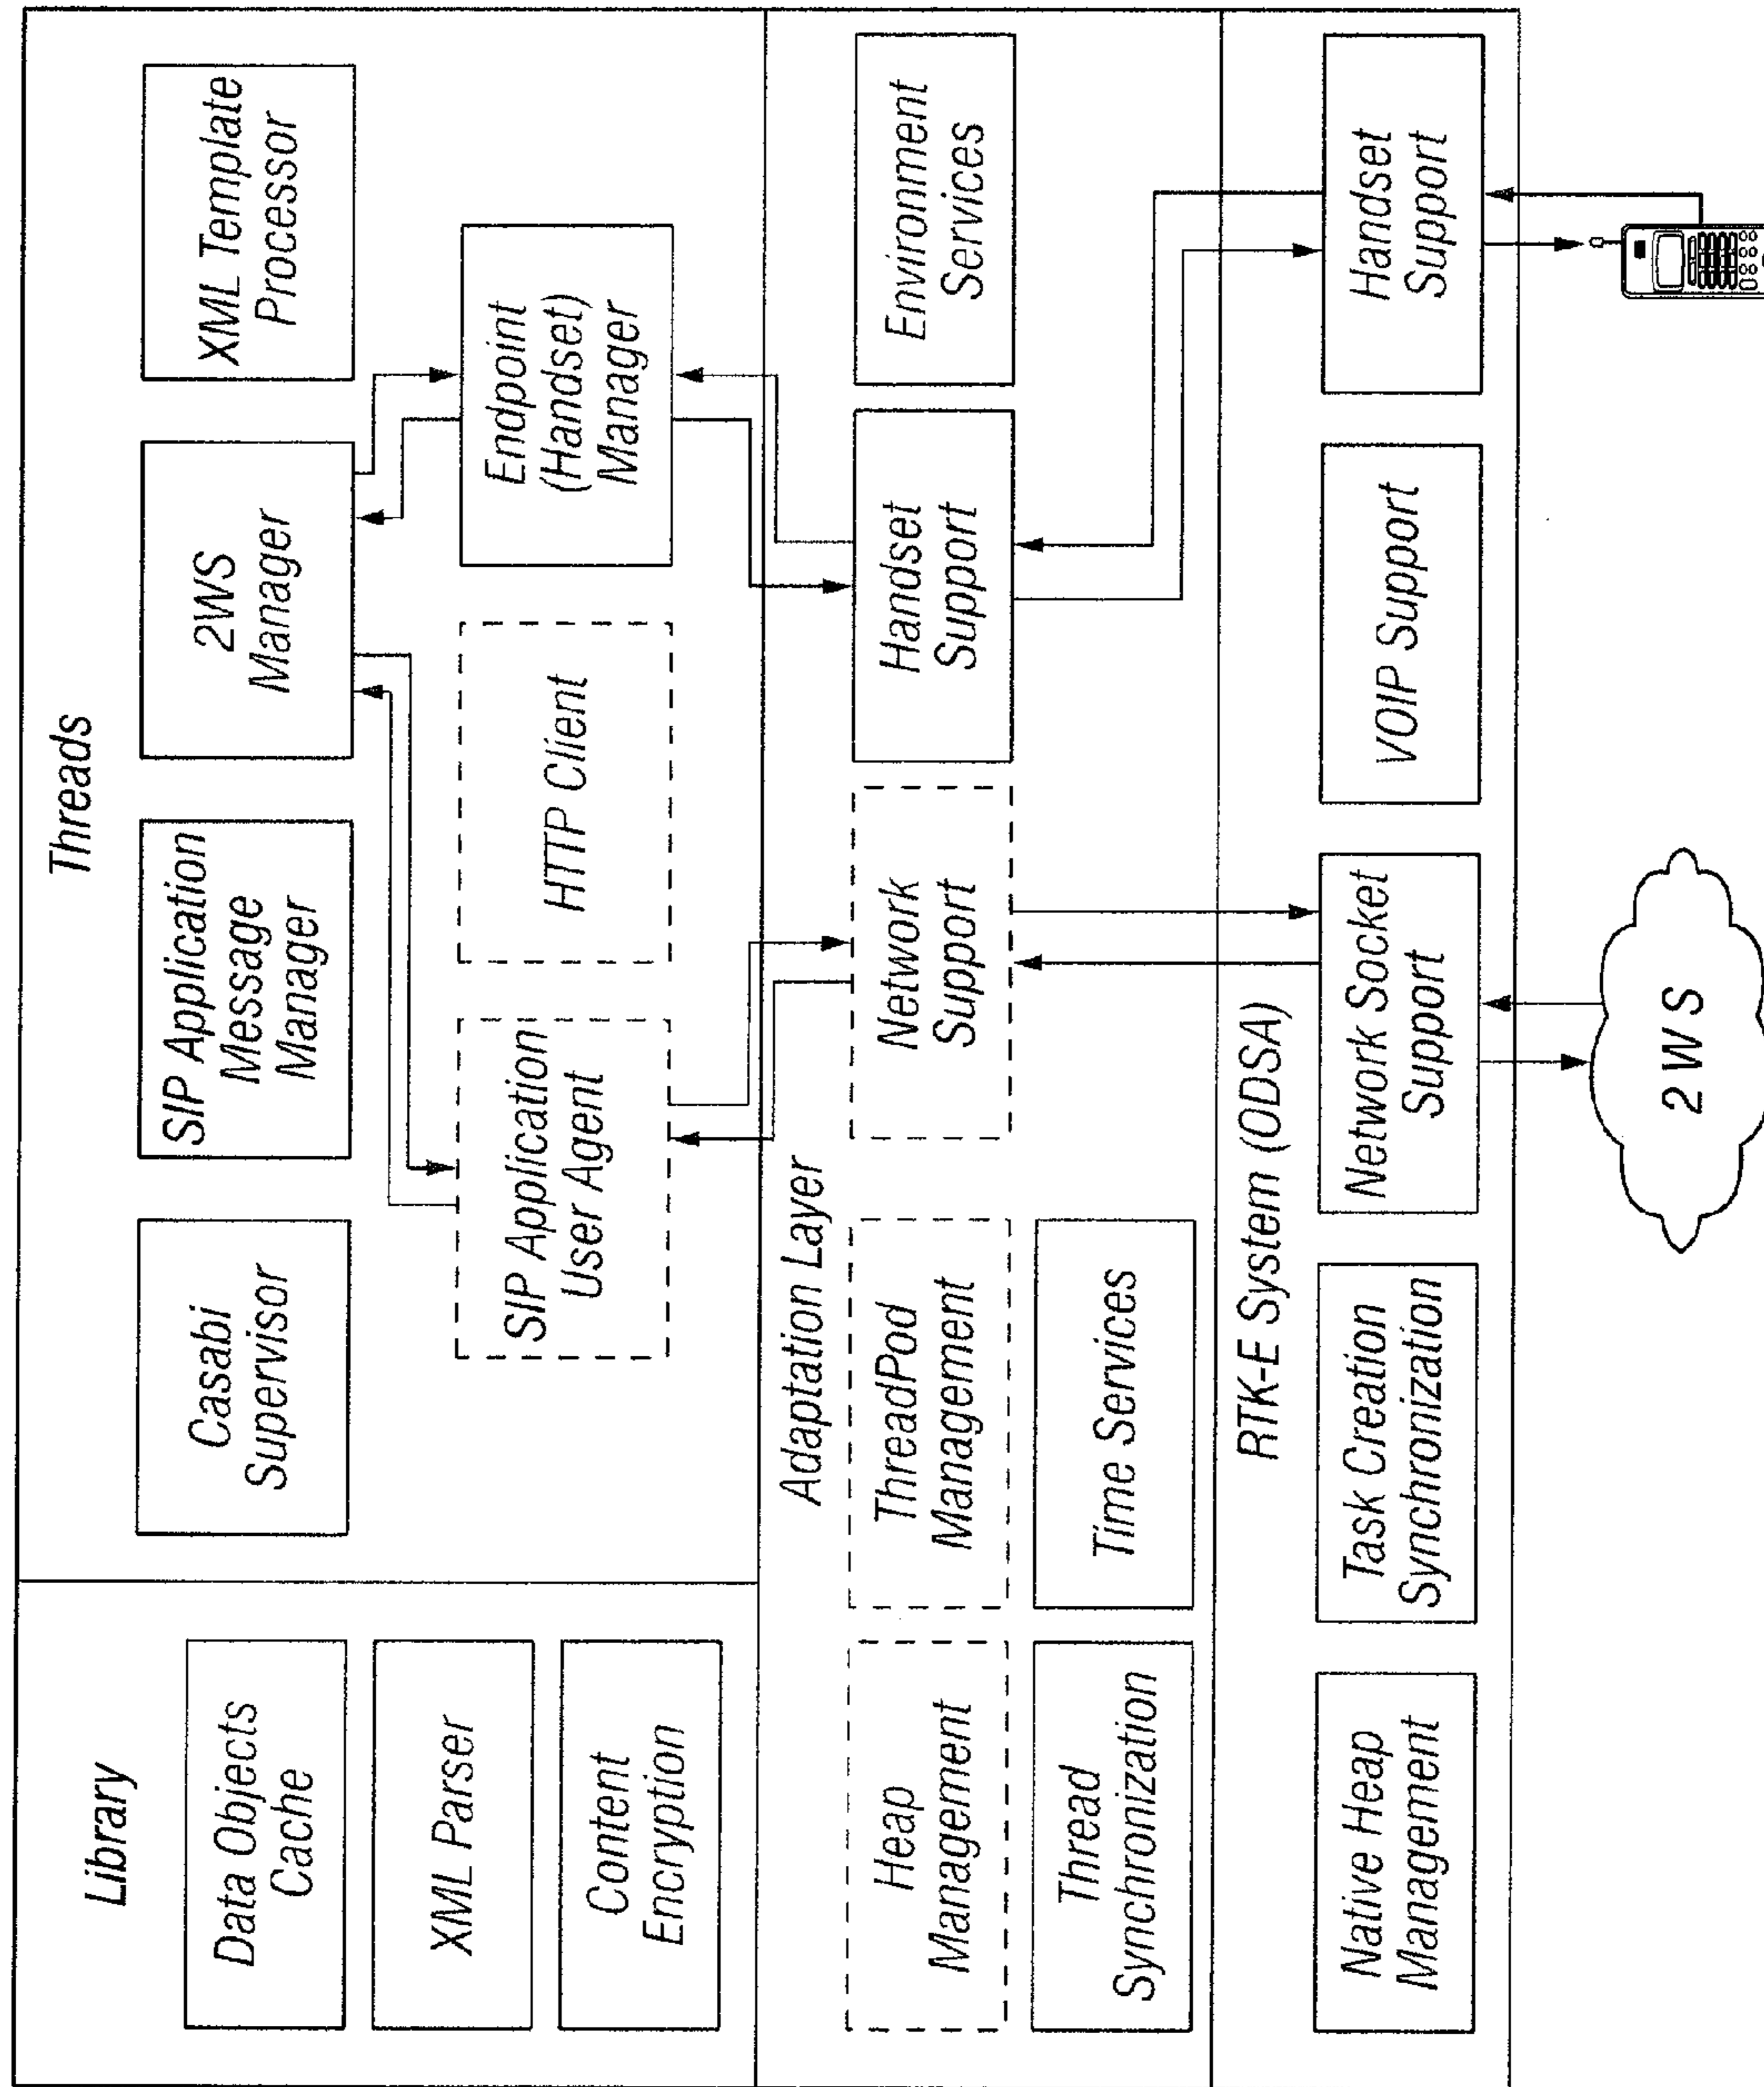 Library
Data Objects
Cache
XML Parser
Content
Encryption
Threads
Casabi
Supervisor
SIP Application
Message
Manager
2WS
Manager
XML Template
Processor
SIP Application
User Agent
HTTP Client
Endpoint
(Handset)
Manager
Adaptation Layer
Heap
Management
ThreadPod
Management
Network
Support
Handset
Support
Environment
Services
Thread
Synchronization
Time Services
RTK-E System (ODSA)
Native Heap
Management
Task Creation
Synchronization
Network Socket
Support
VOIP Support
Handset
Support
2WS